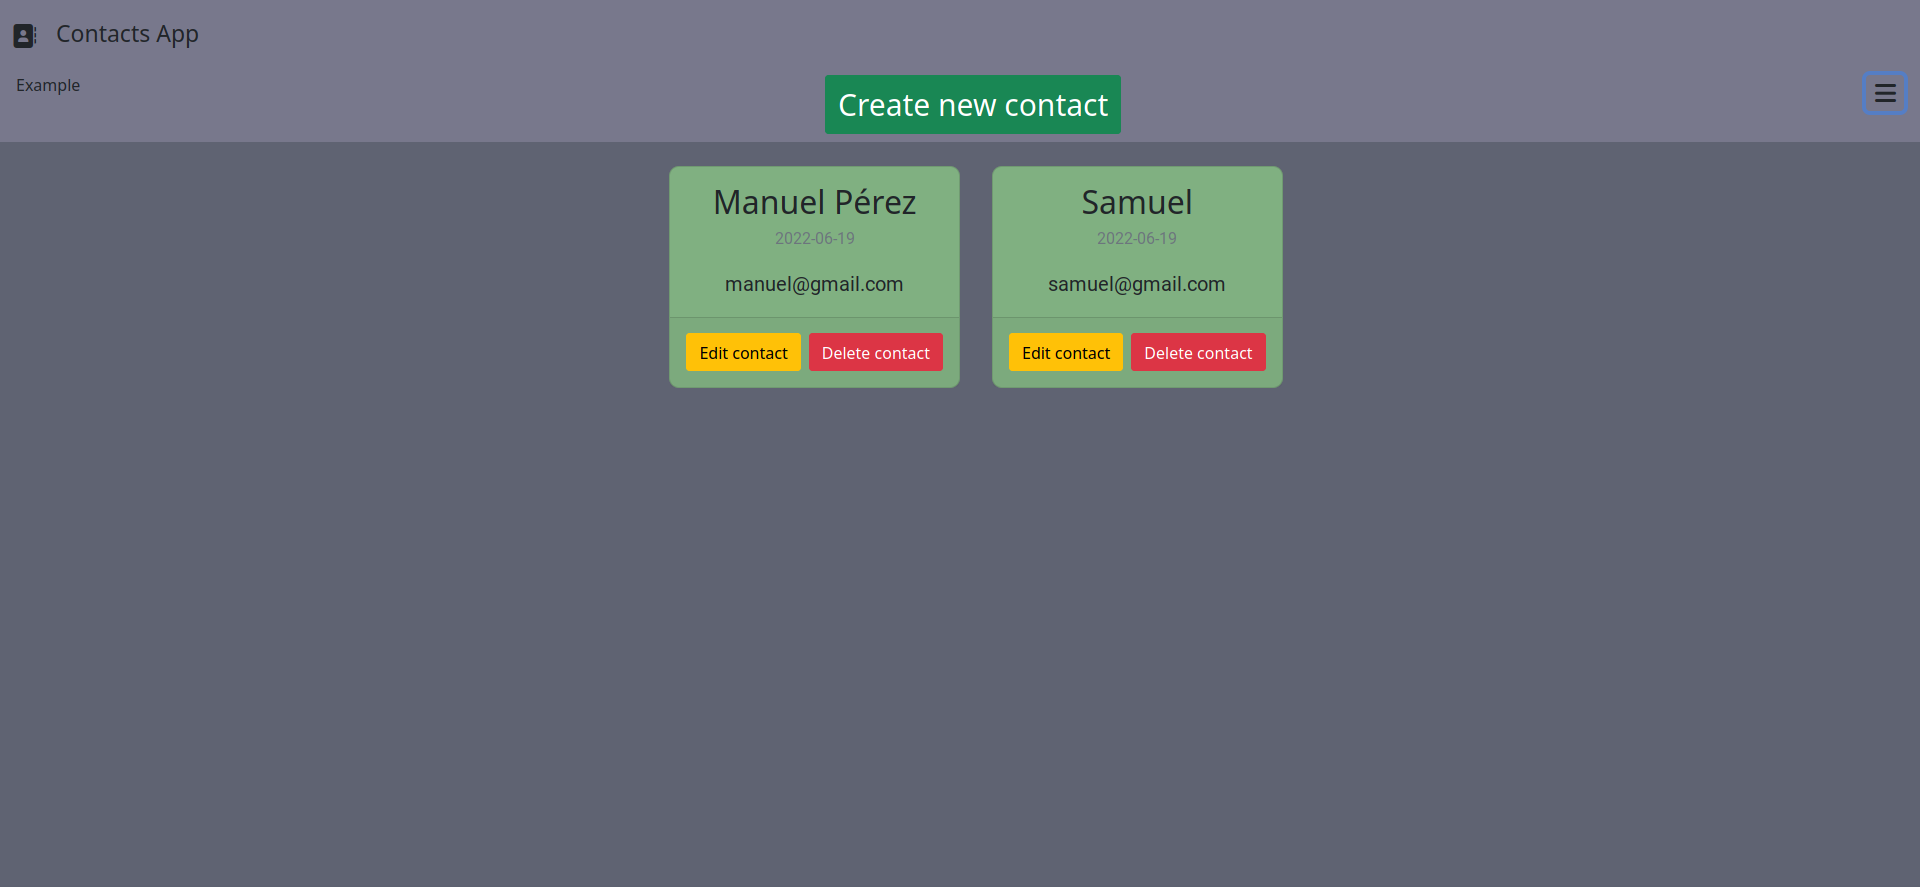 Contacts App
Example
Create new contact
Manuel Pérez
2022-06-19
manuel@gmail.com
Edit contact
Delete contact
Samuel
2022-06-19
samuel@gmail.com
Edit contact
Delete contact